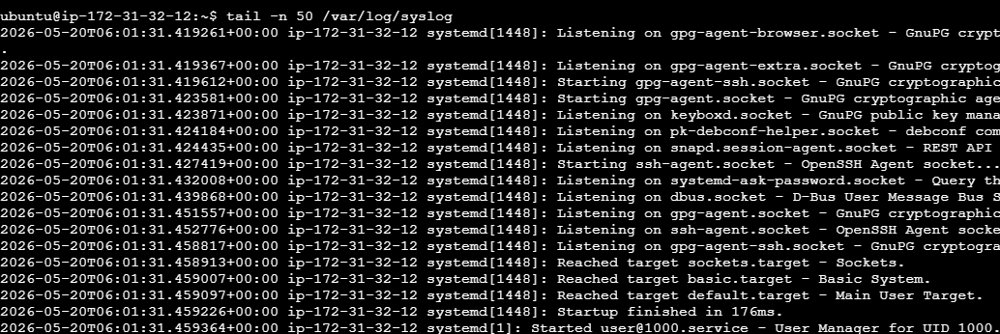 ubuntu@ip-172-31-32-12:~$ tail -n 50 /var/log/syslog
2026-05-20T06:01:31.419261+00:00 ip-172-31-32-12 systemd[1448]: Listening on gpg-agent-browser.socket - GnuPG crypt
.
2026-05-20T06:01:31.419367+00:00 ip-172-31-32-12 systemd[1448]: Listening on gpg-agent-extra.socket - GnuPG cryptog
2026-05-20T06:01:31.419612+00:00 ip-172-31-32-12 systemd[1448]: Starting gpg-agent-ssh.socket - GnuPG cryptographic
2026-05-20T06:01:31.423581+00:00 ip-172-31-32-12 systemd[1448]: Starting gpg-agent.socket - GnuPG cryptographic age
2026-05-20T06:01:31.423871+00:00 ip-172-31-32-12 systemd[1448]: Listening on keyboxd.socket - GnuPG public key mana
2026-05-20T06:01:31.424184+00:00 ip-172-31-32-12 systemd[1448]: Listening on pk-debconf-helper.socket - debconf com
2026-05-20T06:01:31.424435+00:00 ip-172-31-32-12 systemd[1448]: Listening on snapd.session-agent.socket - REST API
2026-05-20T06:01:31.427419+00:00 ip-172-31-32-12 systemd[1448]: Starting ssh-agent.socket - OpenSSH Agent socket...
2026-05-20T06:01:31.432008+00:00 ip-172-31-32-12 systemd[1448]: Listening on systemd-ask-password.socket - Query th
2026-05-20T06:01:31.439868+00:00 ip-172-31-32-12 systemd[1448]: Listening on dbus.socket - D-Bus User Message Bus S
2026-05-20T06:01:31.451557+00:00 ip-172-31-32-12 systemd[1448]: Listening on gpg-agent.socket - GnuPG cryptographic
2026-05-20T06:01:31.452776+00:00 ip-172-31-32-12 systemd[1448]: Listening on ssh-agent.socket - OpenSSH Agent socke
2026-05-20T06:01:31.458817+00:00 ip-172-31-32-12 systemd[1448]: Listening on gpg-agent-ssh.socket - GnuPG cryptogra
2026-05-20T06:01:31.458913+00:00 ip-172-31-32-12 systemd[1448]: Reached target sockets.target - Sockets.
2026-05-20T06:01:31.459007+00:00 ip-172-31-32-12 systemd[1448]: Reached target basic.target - Basic System.
2026-05-20T06:01:31.459097+00:00 ip-172-31-32-12 systemd[1448]: Reached target default.target - Main User Target.
2026-05-20T06:01:31.459226+00:00 ip-172-31-32-12 systemd[1448]: Startup finished in 176ms.
2026-05-20T06:01:31.459364+00:00 ip-172-31-32-12 systemd[1]: Started user@1000.service - User Manager for UID 1000.